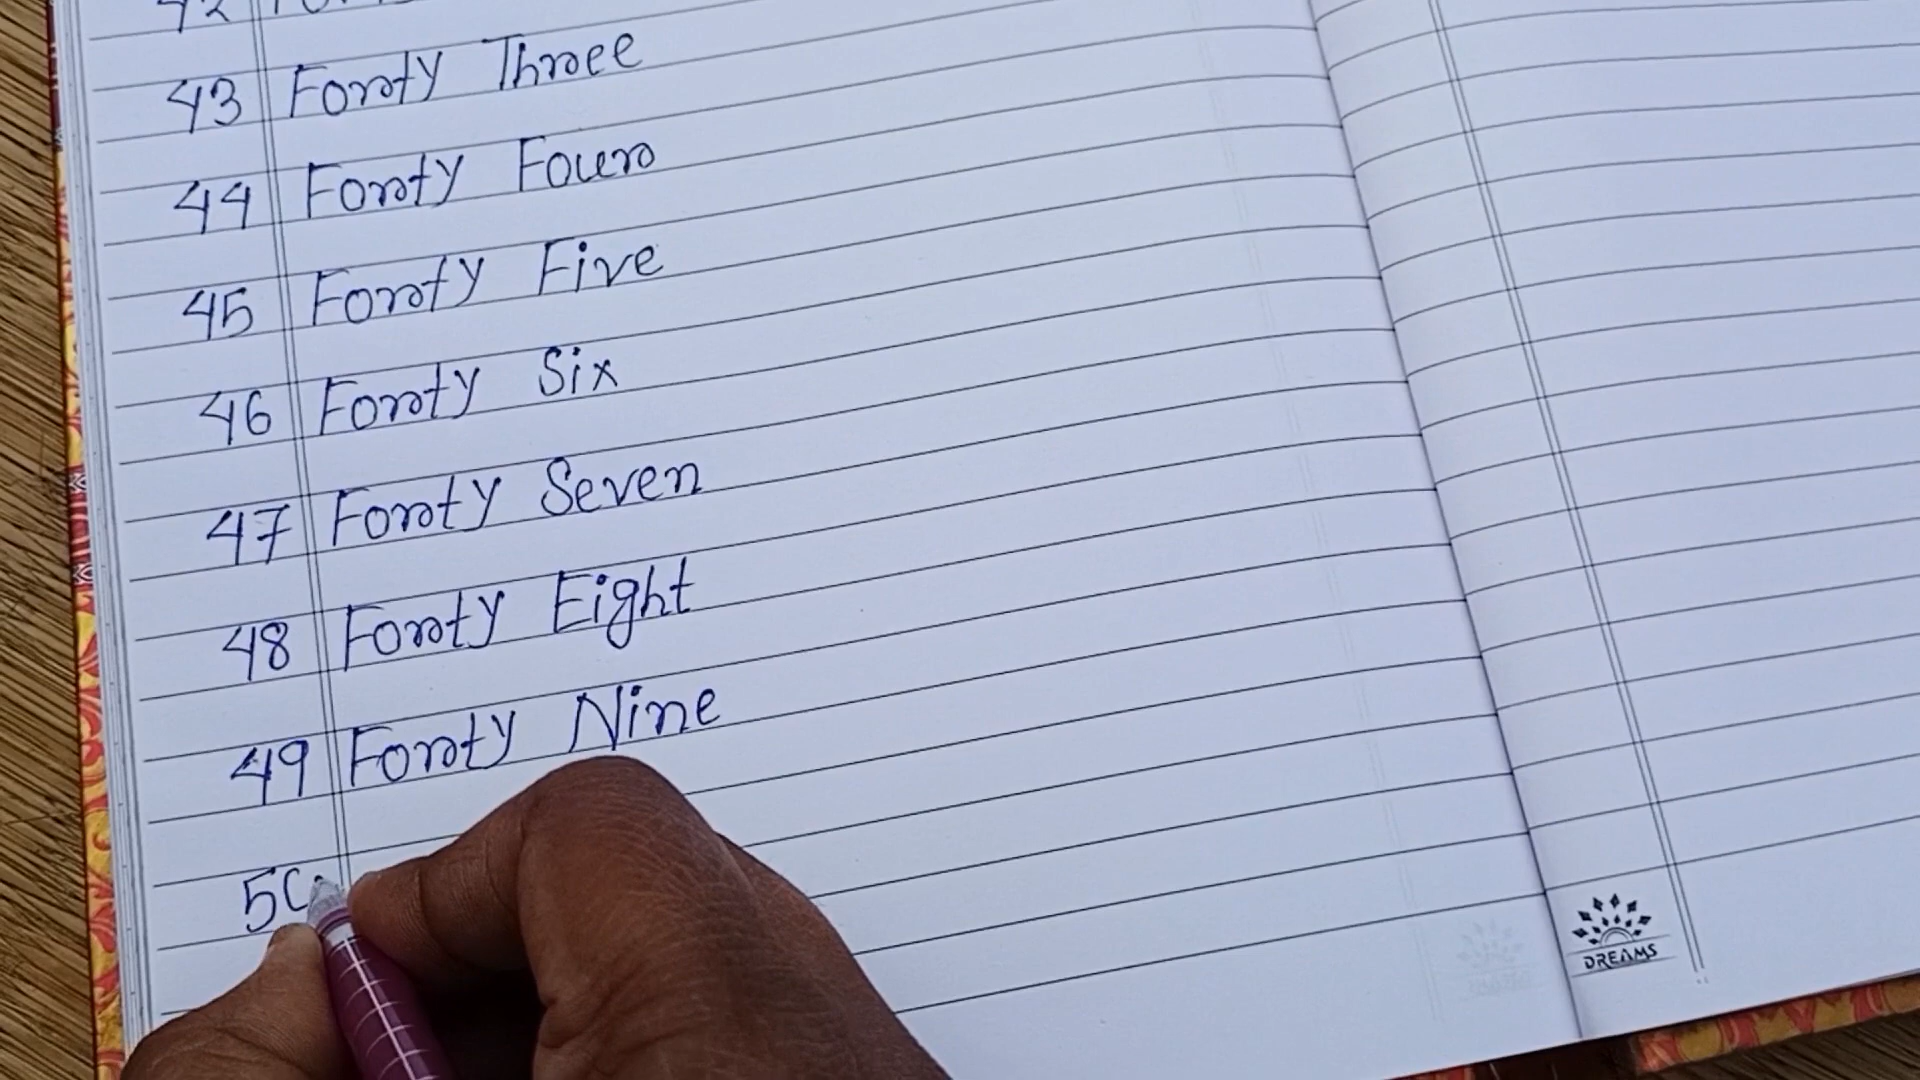 42
43 Forty Three
44 Forty Four
45 Forty Five
46 Forty Six
47 Forty Seven
48 Forty Eight
49 Forty Nine
50
DREAMS